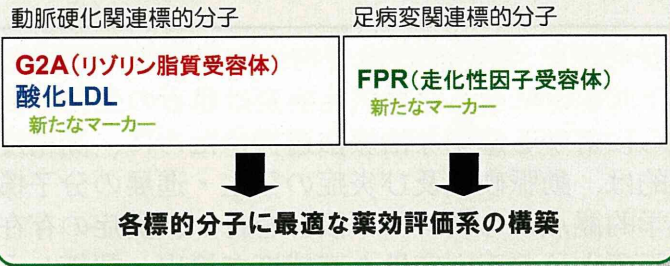 動脈硬化関連標的分子
G2A(リゾリン脂質受容体)
酸化LDL
新たなマーカー
足病変関連標的分子
FPR(走化性因子受容体)
新たなマーカー
各標的分子に最適な薬効評価系の構築